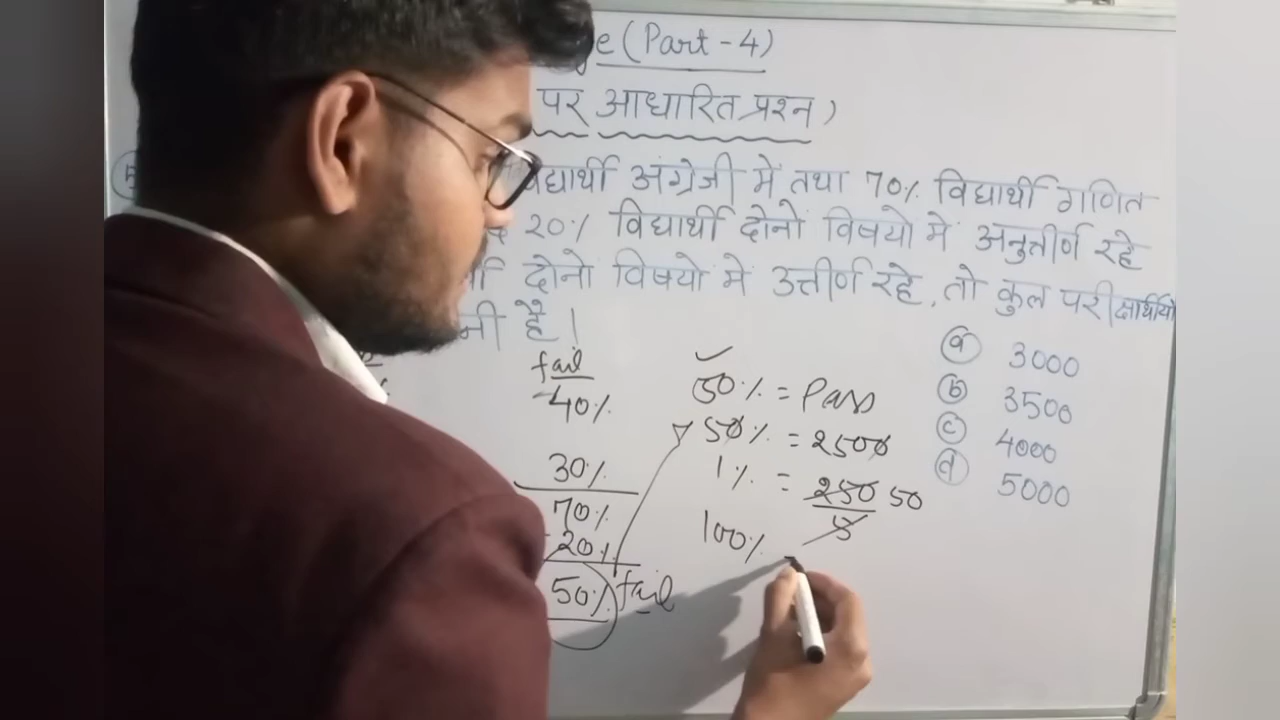 e (Part - 4)
पर आधारित प्रश्न)
विद्यार्थी अंग्रेजी में तथा 70% विद्यार्थी गणित
20% विद्यार्थी दोनो विषयो मे अनुत्तीर्ण रहे
दोनो विषयो मे उत्तीर्ण रहे, तो कुल परीक्षार्थियो
है।
fail
40%
30%
70%
- 20%
50% fail
50% = Pass
50% = 2500
1% = 250 50
5
100%
(a) 3000
(b) 3500
(c) 4000
(d) 5000